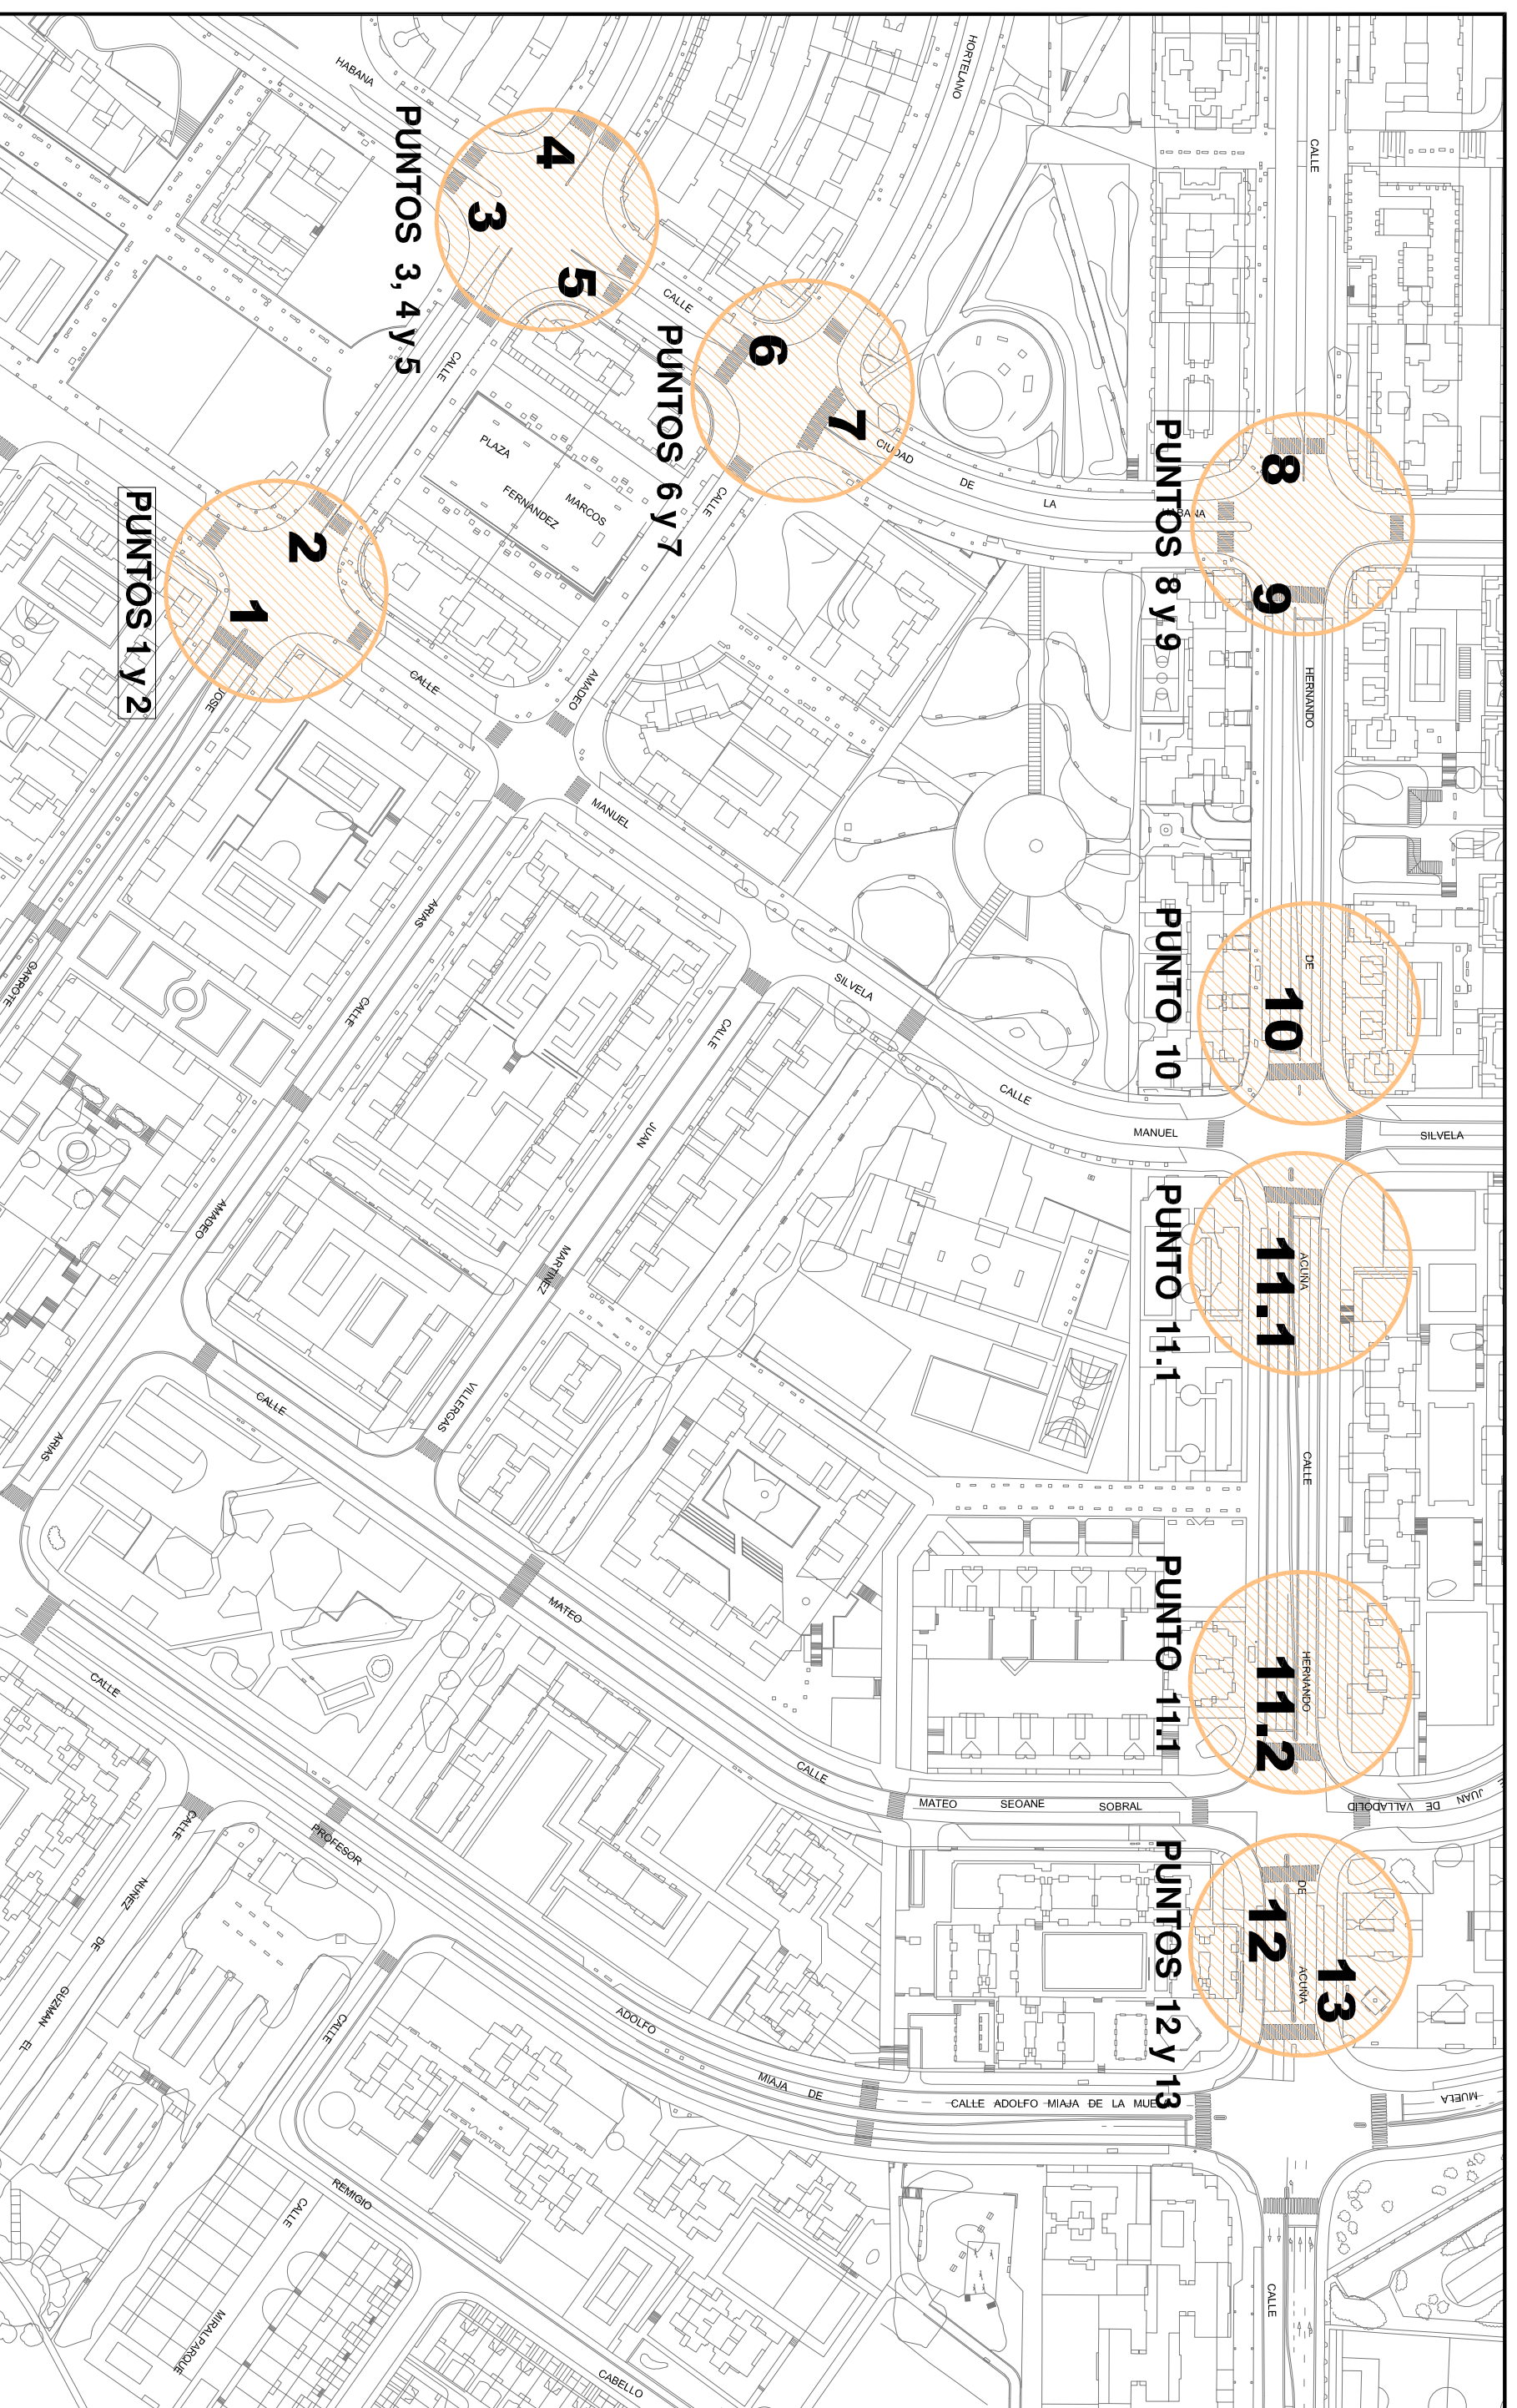 HABANA
HORTELANO
CALLE
PUNTOS 3, 4 y 5
4
3
5
CALLE
PUNTOS 6 y 7
6
7
CIUDAD
DE
LA
HABANA
PUNTOS 8 y 9
8
9
CALLE
PLAZA
MARCOS
FERNANDEZ
CALLE
PUNTOS 1 y 2
2
1
JOSE
CALLE
AMADEO
HERNANDO
MANUEL
ARIAS
CALLE
GARROTE
SILVELA
CALLE
JUAN
CALLE
MANUEL
SILVELA
PUNTO 10
10
DE
PUNTO 11.1
11.1
ACUÑA
AMADEO
MARTINEZ
VILLERGAS
CALLE
ARIAS
CALLE
PUNTO 11.1
11.2
HERNANDO
MATEO
CALLE
CALLE
MATEO SEOANE SOBRAL
JUAN
DE
VALLADOLID
PUNTOS 12 y 13
12
13
DE
ACUÑA
PROFESOR
CALLE
NUÑEZ
DE
GUZMAN
EL
CALLE
ADOLFO
MIAJA
DE
CALLE ADOLFO MIAJA DE LA MUELA
MUELA
REMIGIO
CALLE
MIRALPARQUE
CABELLO
CALLE